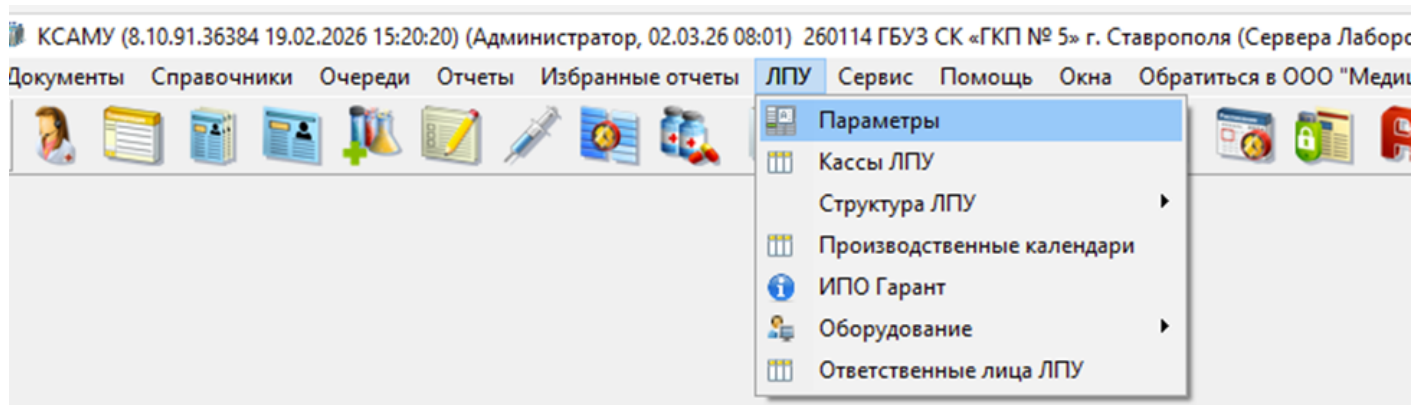 КСАМУ (8.10.91.36384 19.02.2026 15:20:20) (Администратор, 02.03.26 08:01) 260114 ГБУЗ СК «ГКП № 5» г. Ставрополя (Сервера Лаборо
Документы Справочники Очереди Отчеты Избранные отчеты ЛПУ Сервис Помощь Окна Обратиться в ООО "Медиц
Параметры
Кассы ЛПУ
Структура ЛПУ
Производственные календари
ИПО Гарант
Оборудование
Ответственные лица ЛПУ